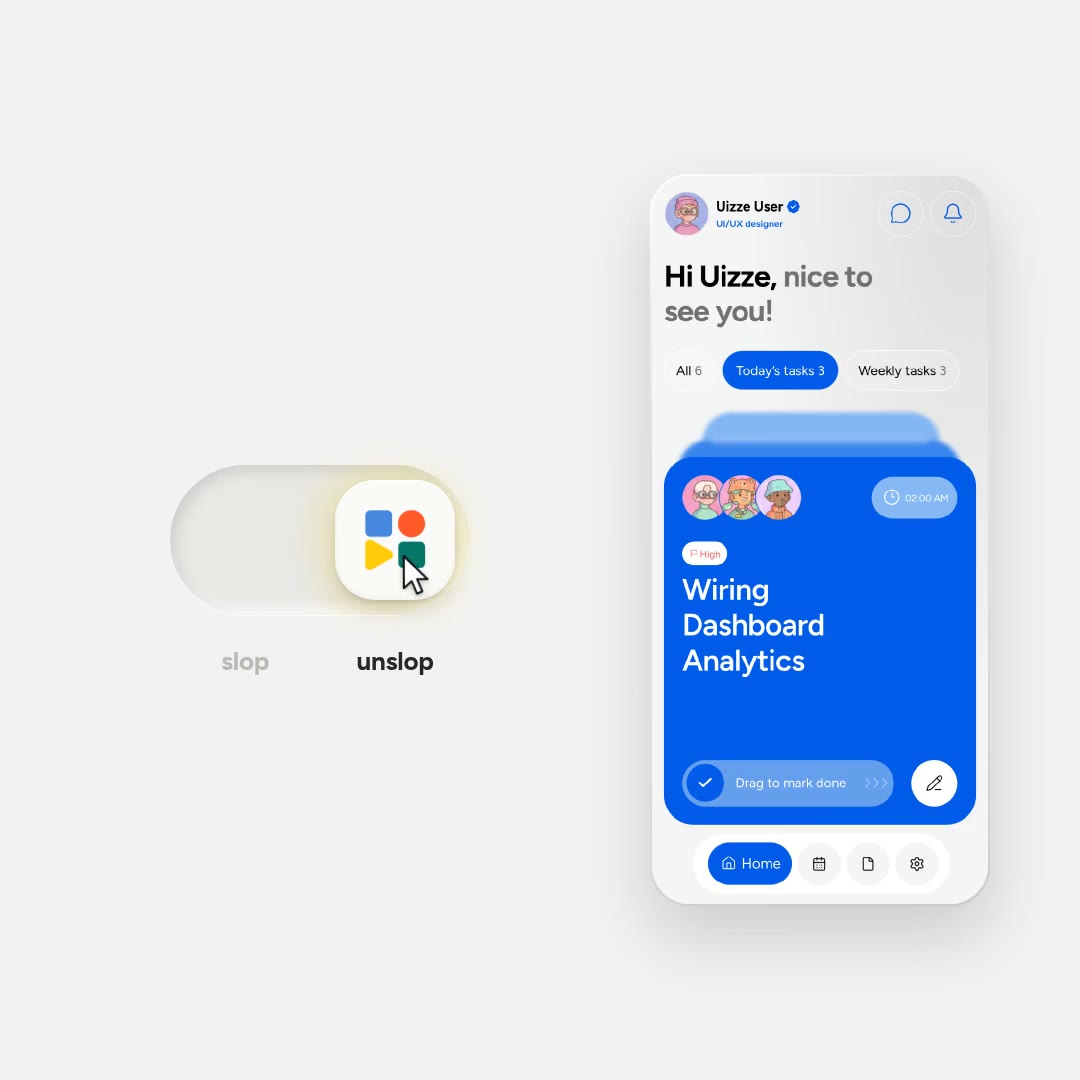 slop
unslop
Uizze User
UI/UX designer
Hi Uizze, nice to
see you!
All 6
Today's tasks 3
Weekly tasks 3
02:00 AM
High
Wiring
Dashboard
Analytics
Drag to mark done
Home